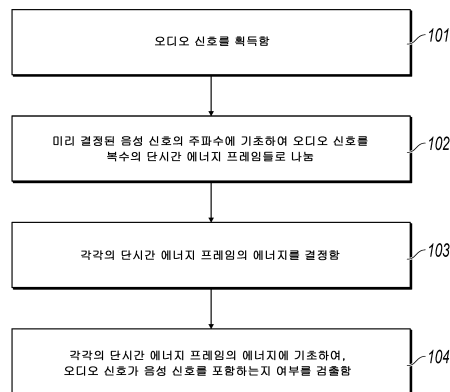 오디오 신호를 획득함
101
미리 결정된 음성 신호의 주파수에 기초하여 오디오 신호를
복수의 단시간 에너지 프레임들로 나눔
102
각각의 단시간 에너지 프레임의 에너지를 결정함
103
각각의 단시간 에너지 프레임의 에너지에 기초하여,
오디오 신호가 음성 신호를 포함하는지 여부를 검출함
104